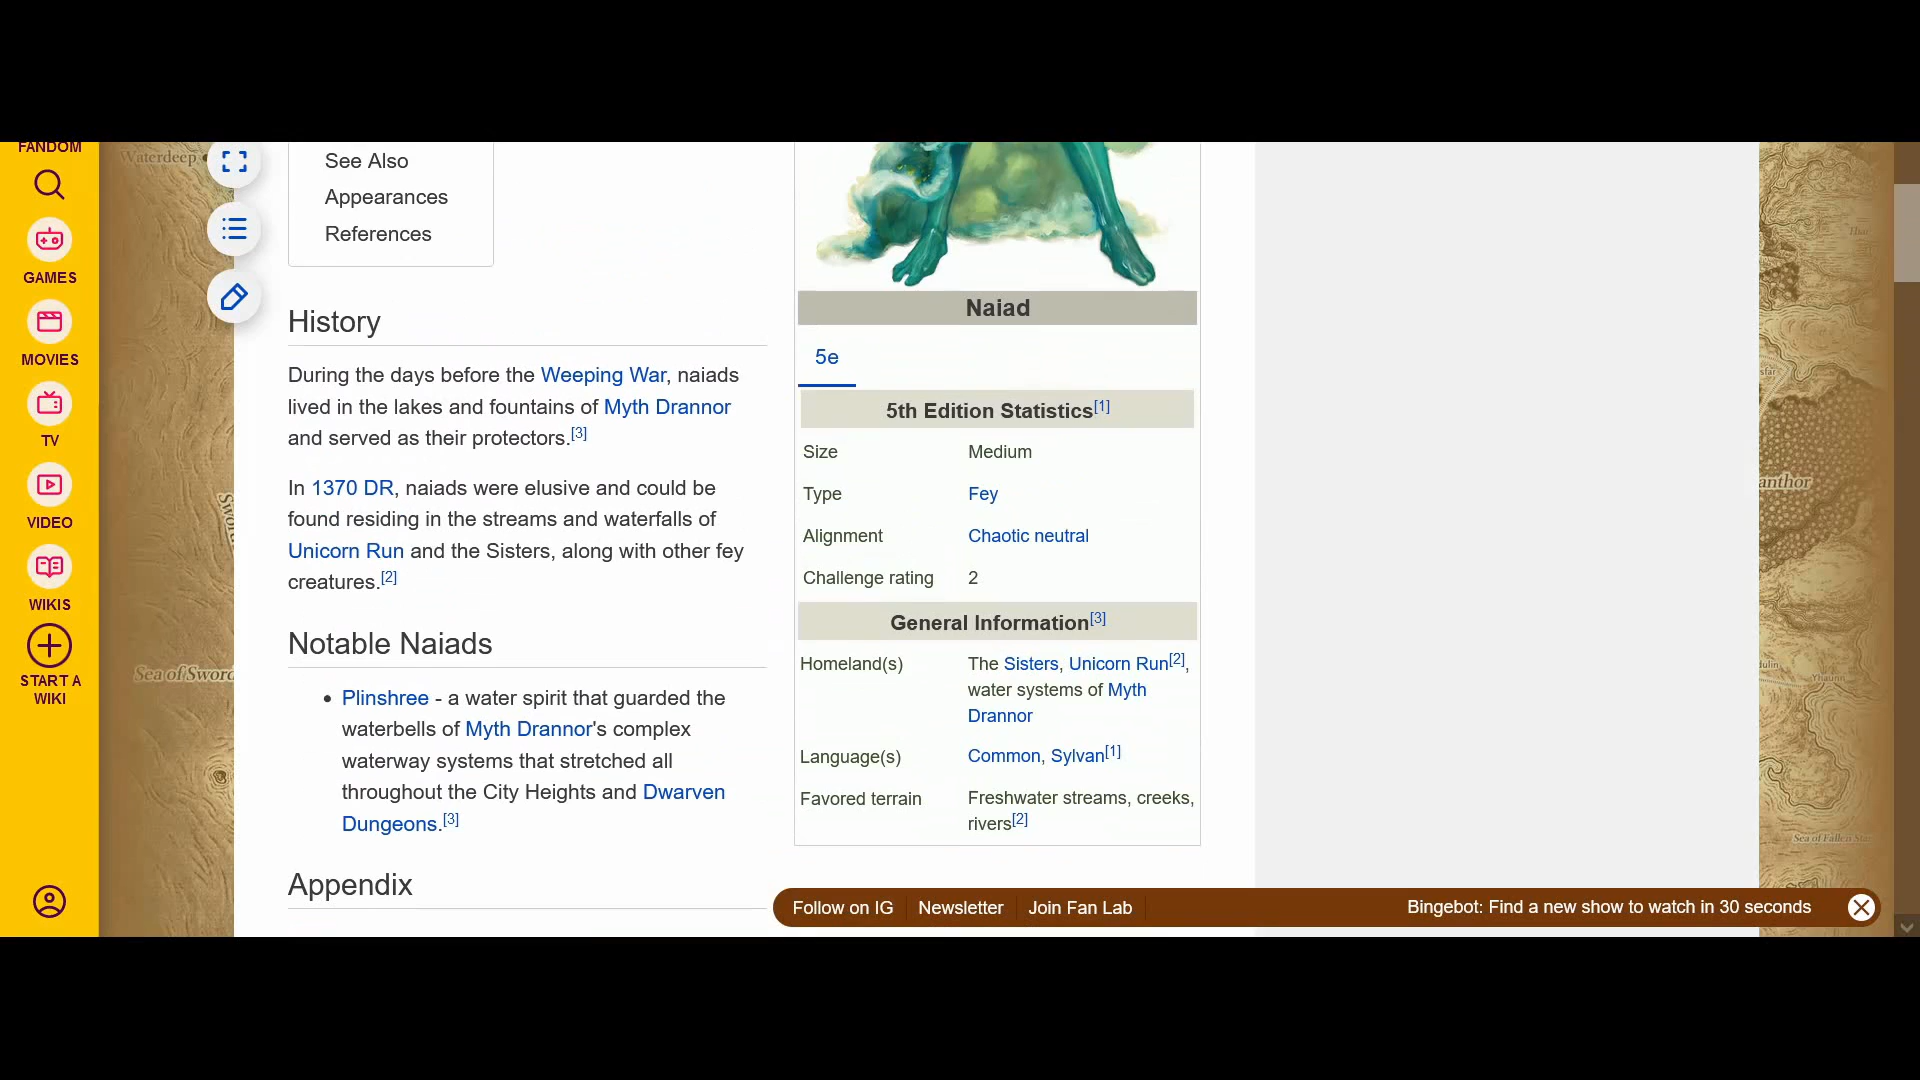 FANDOM
GAMES
MOVIES
TV
VIDEO
WIKIS
START A
WIKI
Waterdeep
Sea of Sword
See Also
Appearances
References
History
During the days before the Weeping War, naiads
lived in the lakes and fountains of Myth Drannor
and served as their protectors.[3]
In 1370 DR, naiads were elusive and could be
found residing in the streams and waterfalls of
Unicorn Run and the Sisters, along with other fey
creatures.[2]
Notable Naiads
• Plinshree - a water spirit that guarded the
waterbells of Myth Drannor's complex
waterway systems that stretched all
throughout the City Heights and Dwarven
Dungeons.[3]
Appendix
Naiad
5e
5th Edition Statistics[1]
Size Medium
Type Fey
Alignment Chaotic neutral
Challenge rating 2
General Information[3]
Homeland(s) The Sisters, Unicorn Run[2],
water systems of Myth
Drannor
Language(s) Common, Sylvan[1]
Favored terrain Freshwater streams, creeks,
rivers[2]
anthor
Sea of Fallen Sta
Follow on IG Newsletter Join Fan Lab Bingebot: Find a new show to watch in 30 seconds